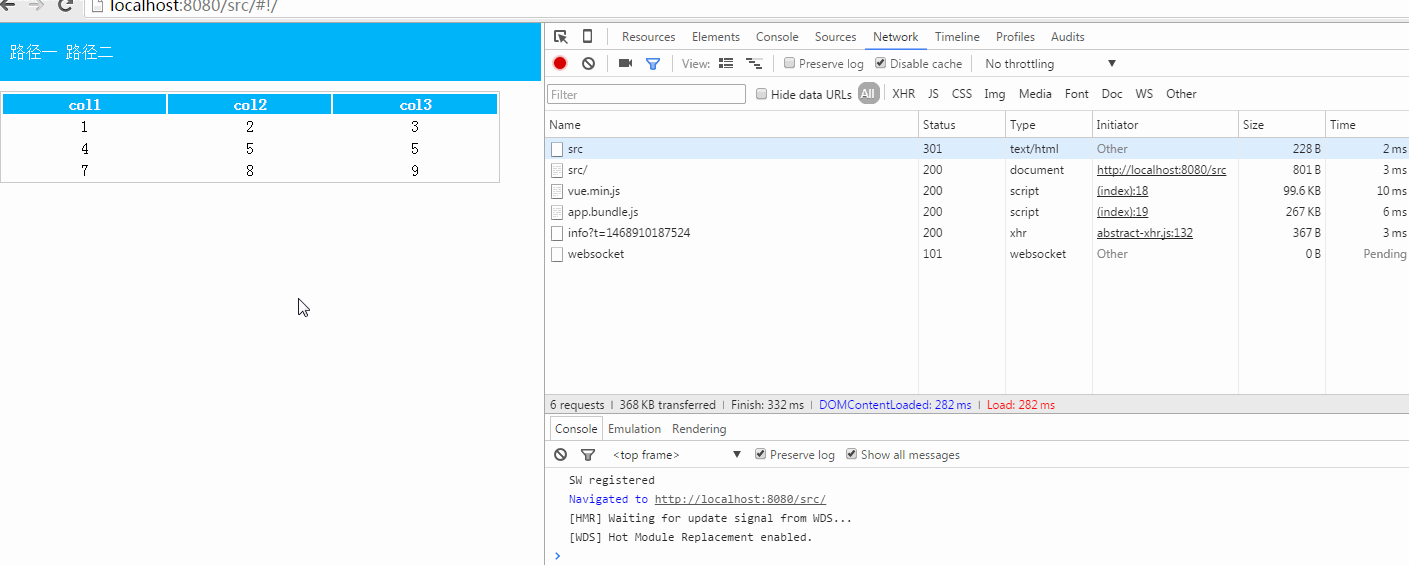 localhost:8080/src/#!/
路径一 路径二
col1 col2 col3
1 2 3
4 5 5
7 8 9
Resources Elements Console Sources Network Timeline Profiles Audits
View: Preserve log Disable cache No throttling ▼
Filter Hide data URLs All XHR JS CSS Img Media Font Doc WS Other
Name Status Type Initiator Size Time
src 301 text/html Other 228 B 2 ms
src/ 200 document http://localhost:8080/src 801 B 3 ms
vue.min.js 200 script (index):18 99.6 KB 10 ms
app.bundle.js 200 script (index):19 267 KB 6 ms
info?t=1468910187524 200 xhr abstract-xhr.js:132 367 B 3 ms
websocket 101 websocket Other 0 B Pending
6 requests | 368 KB transferred | Finish: 332 ms | DOMContentLoaded: 282 ms | Load: 282 ms
Console Emulation Rendering
<top frame> ▼ Preserve log Show all messages
SW registered
Navigated to http://localhost:8080/src/
[HMR] Waiting for update signal from WDS...
[WDS] Hot Module Replacement enabled.
>